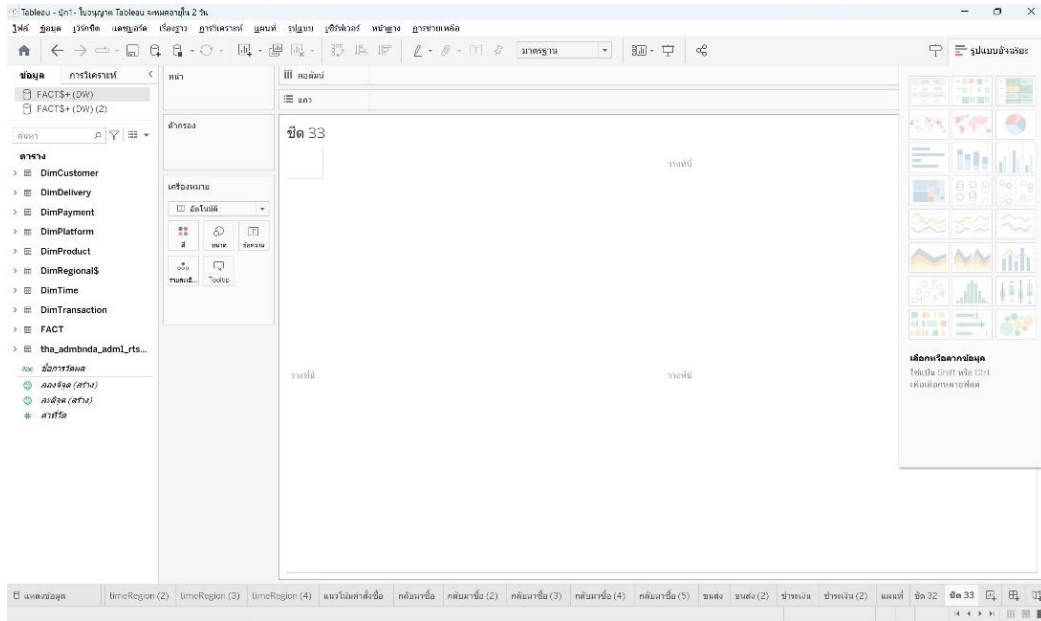 Tableau - ปุ๊ก1 - ใบอนุญาต Tableau จะหมดอายุใน 2 วัน
ไฟล์ ข้อมูล เวิร์กชีต แดชบอร์ด เรื่องราว การวิเคราะห์ แผนที่ รูปแบบ เซิร์ฟเวอร์ หน้าต่าง การช่วยเหลือ
มาตรฐาน รูปแบบอัจฉริยะ
ข้อมูล การวิเคราะห์ หน้า คอลัมน์
FACT$+ (DW)
FACT$+ (DW) (2) แถว
ค้นหา ตัวกรอง ชีต 33
ตาราง วางที่นี่
DimCustomer
DimDelivery เครื่องหมาย
DimPayment อัตโนมัติ
DimPlatform
DimProduct สี ขนาด ข้อความ
DimRegional$
DimTime รายละเอี... Tooltip
DimTransaction
FACT
tha_admbnda_adm1_rts...
Abc ชื่อการวัดผล
ลองจิจูด (สร้าง) วางที่นี่ วางที่นี่
ละติจูด (สร้าง)
ค่าที่วัด
เลือกหรือลากข้อมูล
ใช้แป้น Shift หรือ Ctrl
เพื่อเลือกหลายฟิลด์
แหล่งข้อมูล timeRegion (2) timeRegion (3) timeRegion (4) แนวโน้มคำสั่งซื้อ กลับมาซื้อ กลับมาซื้อ (2) กลับมาซื้อ (3) กลับมาซื้อ (4) กลับมาซื้อ (5) ขนส่ง ขนส่ง (2) ชำระเงิน ชำระเงิน (2) แผนที่ ชีต 32 ชีต 33